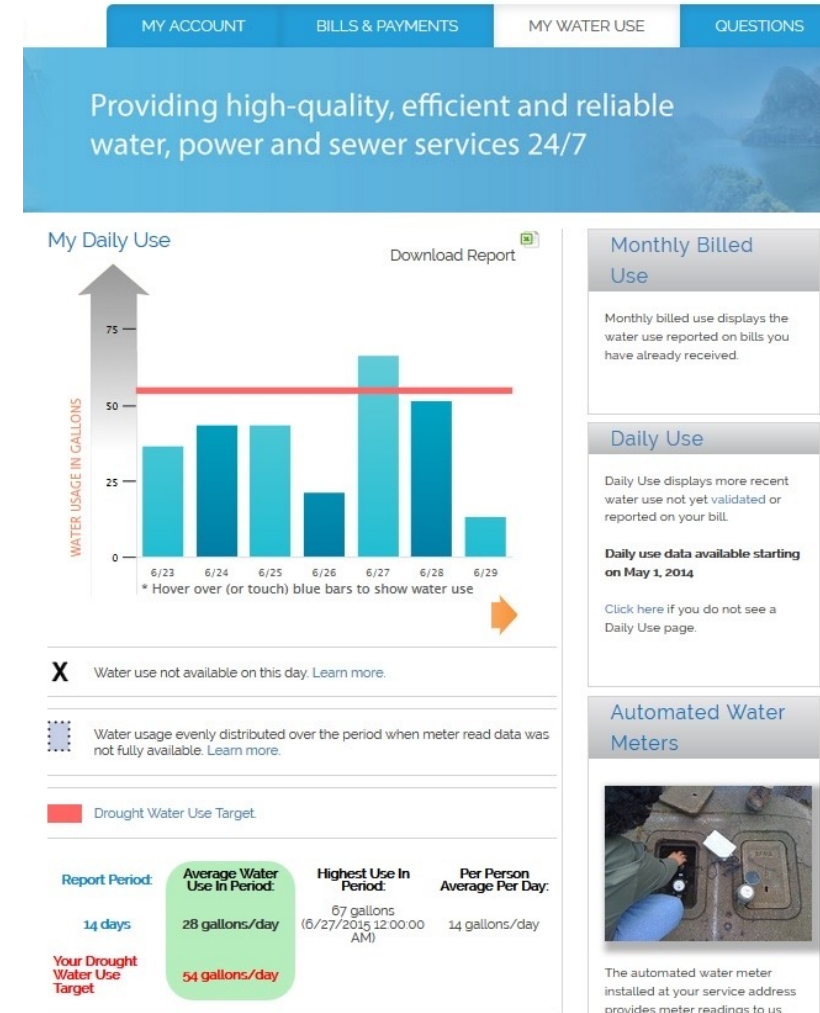 MY ACCOUNT
BILLS & PAYMENTS
MY WATER USE
QUESTIONS
Providing high-quality, efficient and reliable
water, power and sewer services 24/7
My Daily Use
Download Report
75
50
25
0
WATER USAGE IN GALLONS
6/23
6/24
6/25
6/26
6/27
6/28
6/29
* Hover over (or touch) blue bars to show water use
X
Water use not available on this day. Learn more.
Water usage evenly distributed over the period when meter read data was
not fully available. Learn more.
Drought Water Use Target.
Report Period:
Average Water
Use In Period:
Highest Use In
Period:
Per Person
Average Per Day:
14 days
28 gallons/day
67 gallons
(6/27/2015 12:00:00
AM)
14 gallons/day
Your Drought
Water Use
Target
54 gallons/day
Monthly Billed
Use
Monthly billed use displays the
water use reported on bills you
have already received.
Daily Use
Daily Use displays more recent
water use not yet validated or
reported on your bill.
Daily use data available starting
on May 1, 2014
Click here if you do not see a
Daily Use page.
Automated Water
Meters
The automated water meter
installed at your service address
provides meter readings to us